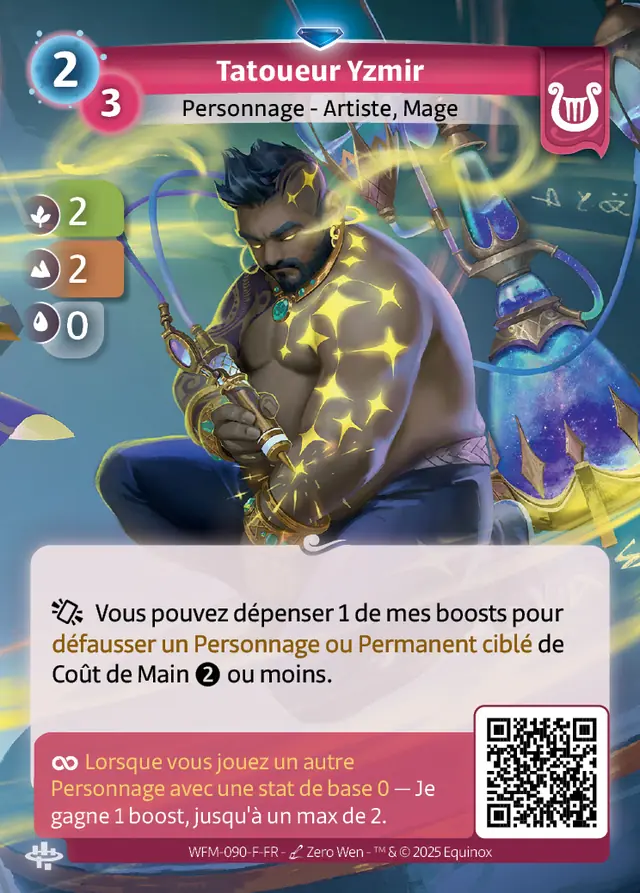 2
Tatoueur Yzmir
3
Personnage - Artiste, Mage
2
2
0
Vous pouvez dépenser 1 de mes boosts pour
défausser un Personnage ou Permanent ciblé de
Coût de Main 2 ou moins.
Lorsque vous jouez un autre
Personnage avec une stat de base 0 — Je
gagne 1 boost, jusqu'à un max de 2.
WFM-090-F-FR - Zero Wen - ™ & © 2025 Equinox